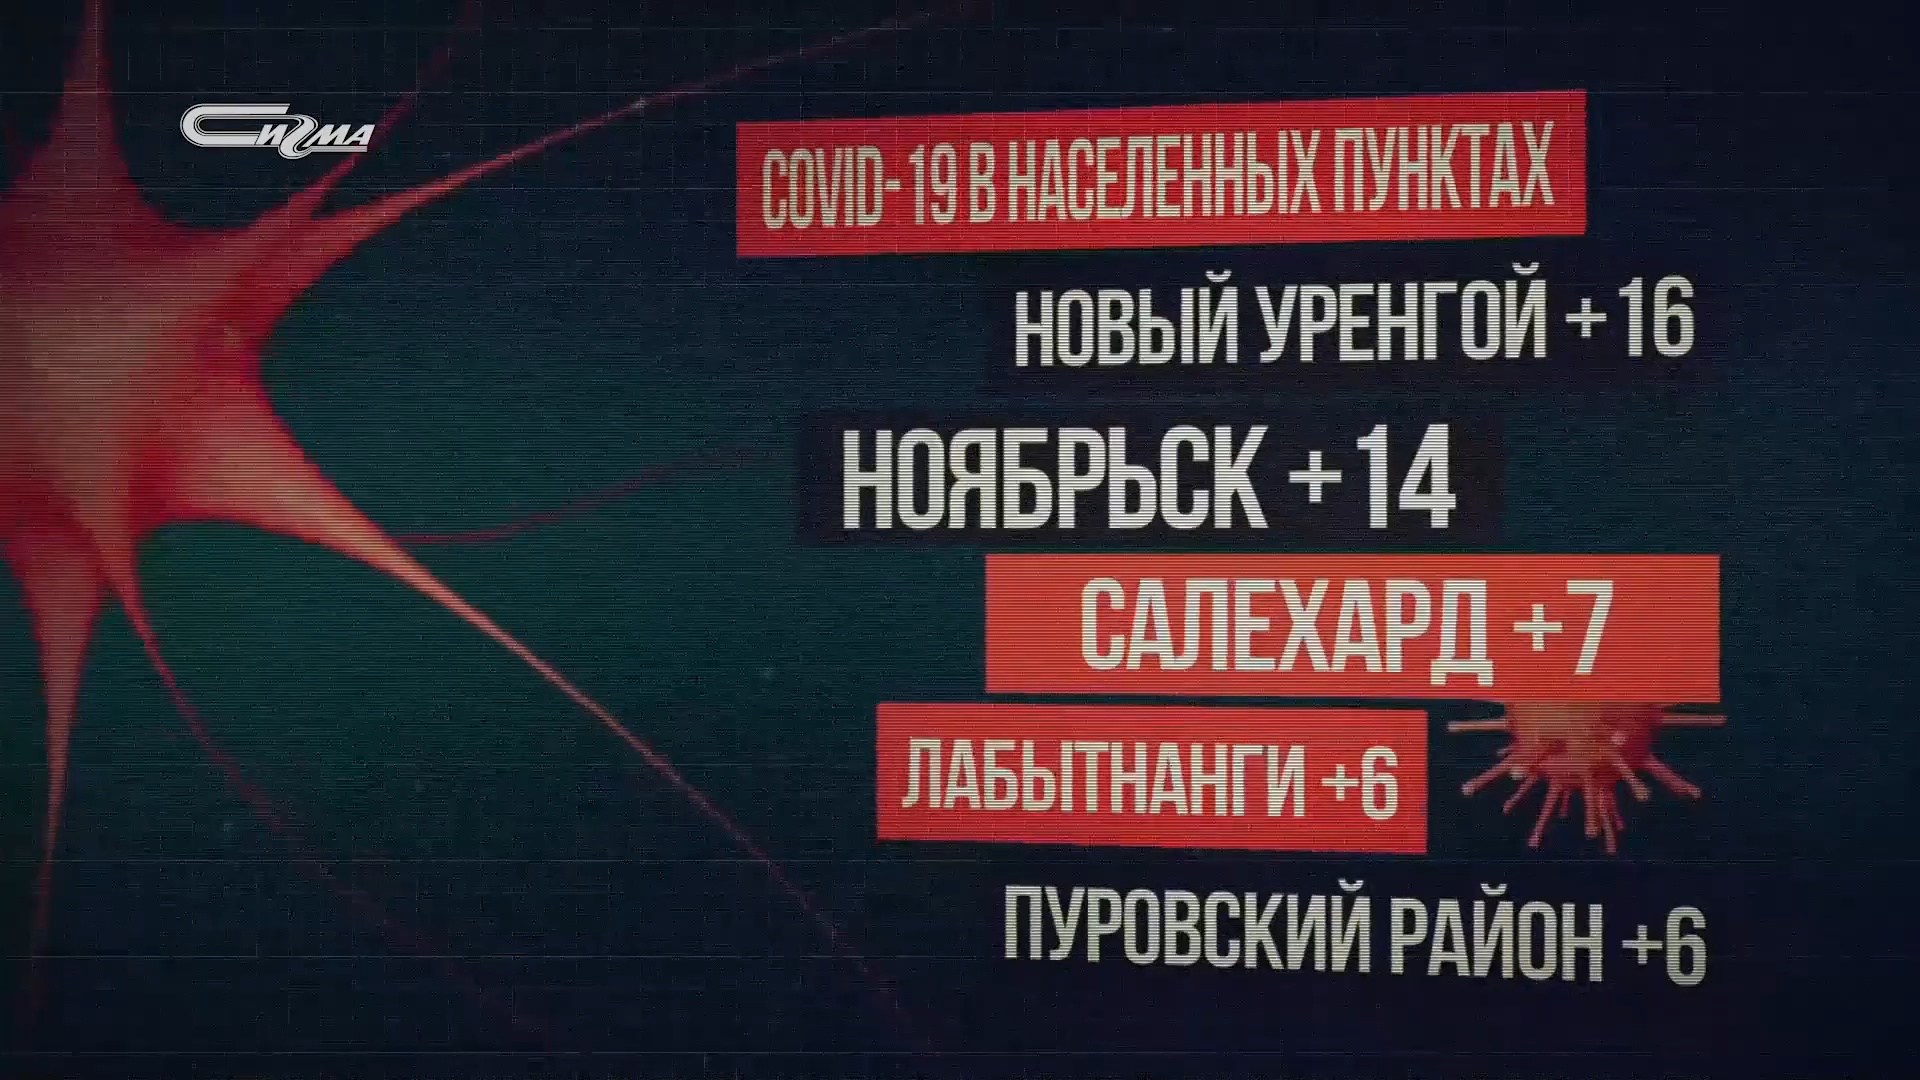 Сигма
COVID-19 В НАСЕЛЕННЫХ ПУНКТАХ
НОВЫЙ УРЕНГОЙ +16
НОЯБРЬСК +14
САЛЕХАРД +7
ЛАБЫТНАНГИ +6
ПУРОВСКИЙ РАЙОН +6